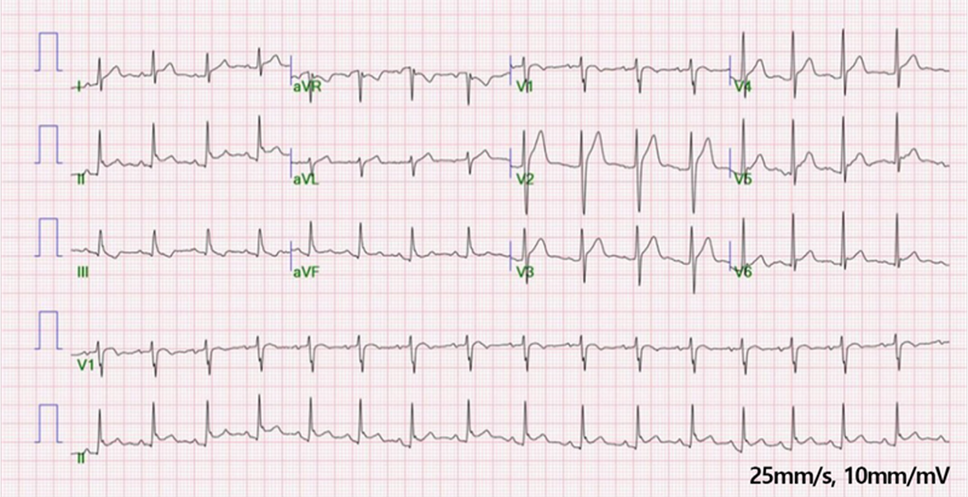 I aVR V1 V4
II aVL V2 V5
III aVF V3 V6
V1
II
25mm/s, 10mm/mV